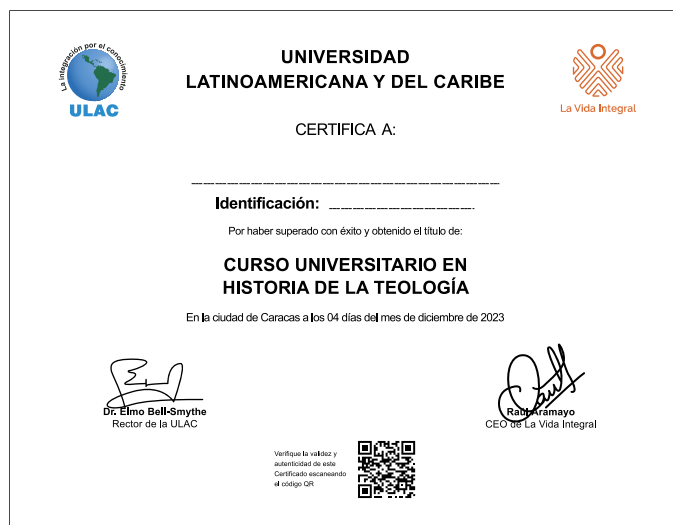 La integración por el conocimiento
ULAC
UNIVERSIDAD
LATINOAMERICANA Y DEL CARIBE
La Vida Integral
CERTIFICA A:
Identificación:
Por haber superado con éxito y obtenido el título de:
CURSO UNIVERSITARIO EN
HISTORIA DE LA TEOLOGÍA
En la ciudad de Caracas a los 04 días del mes de diciembre de 2023
Dr. Elmo Bell-Smythe
Rector de la ULAC
Raúl Aramayo
CEO de La Vida Integral
Verifique la validez y
autenticidad de este
Certificado escaneando
el código QR